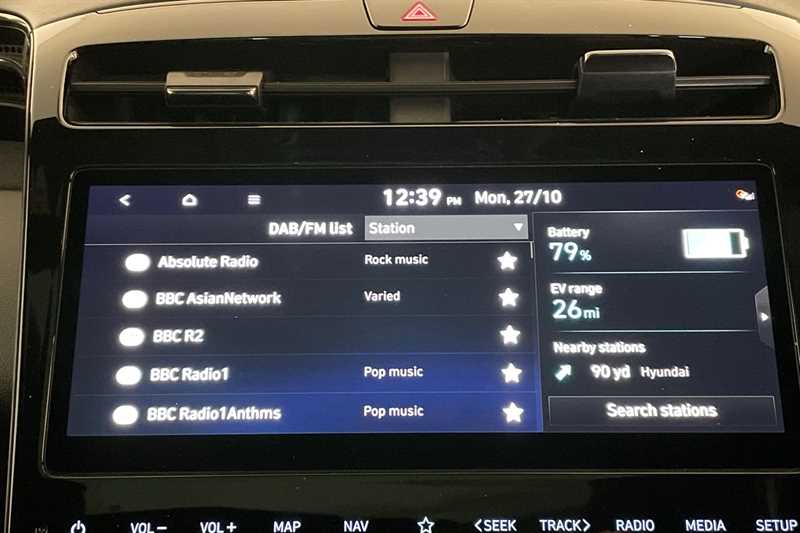 12:39 PM Mon, 27/10
DAB/FM list Station
Absolute Radio Rock music
BBC AsianNetwork Varied
BBC R2
BBC Radio1 Pop music
BBC Radio1Anthms Pop music
Battery
79%
EV range
26mi
Nearby stations
90 yd Hyundai
Search stations
VOL− VOL+ MAP NAV <SEEK TRACK> RADIO MEDIA SETUP